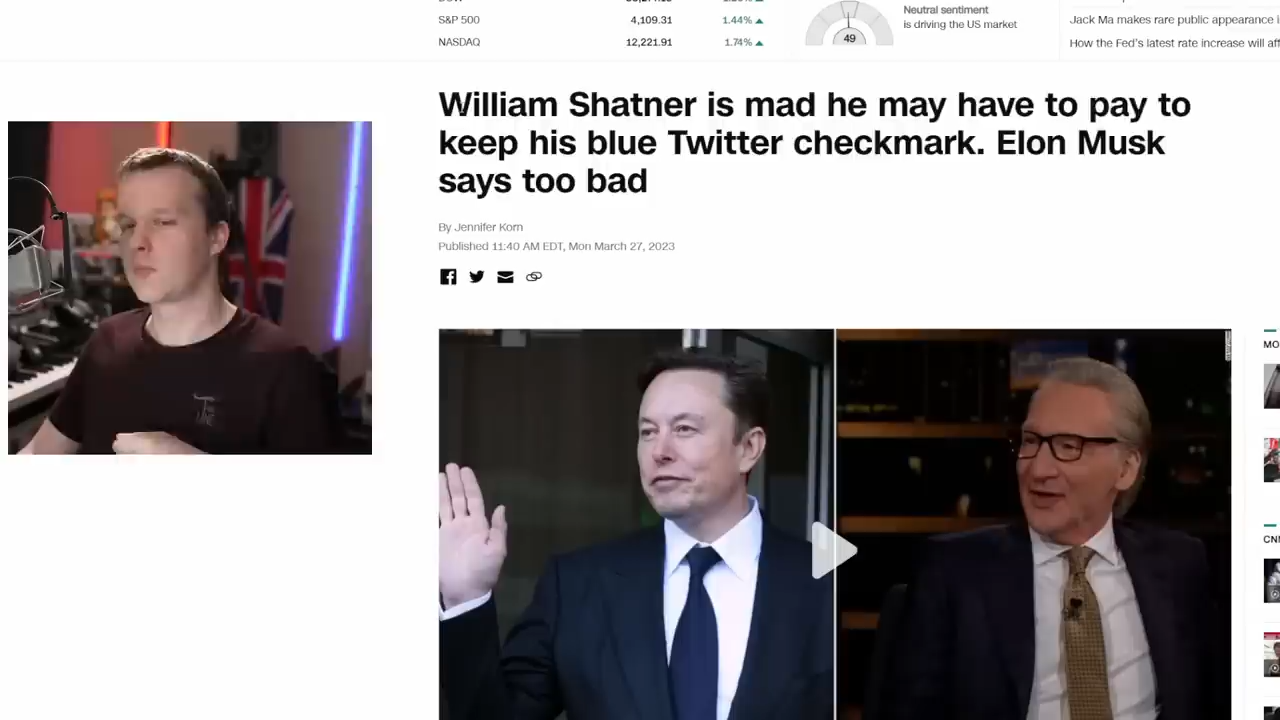 S&P 500 4,109.31 1.44%
NASDAQ 12,221.91 1.74%
49
Neutral sentiment
is driving the US market
Jack Ma makes rare public appearance
How the Fed's latest rate increase will aff
William Shatner is mad he may have to pay to
keep his blue Twitter checkmark. Elon Musk
says too bad
By Jennifer Korn
Published 11:40 AM EDT, Mon March 27, 2023
MO
CNN